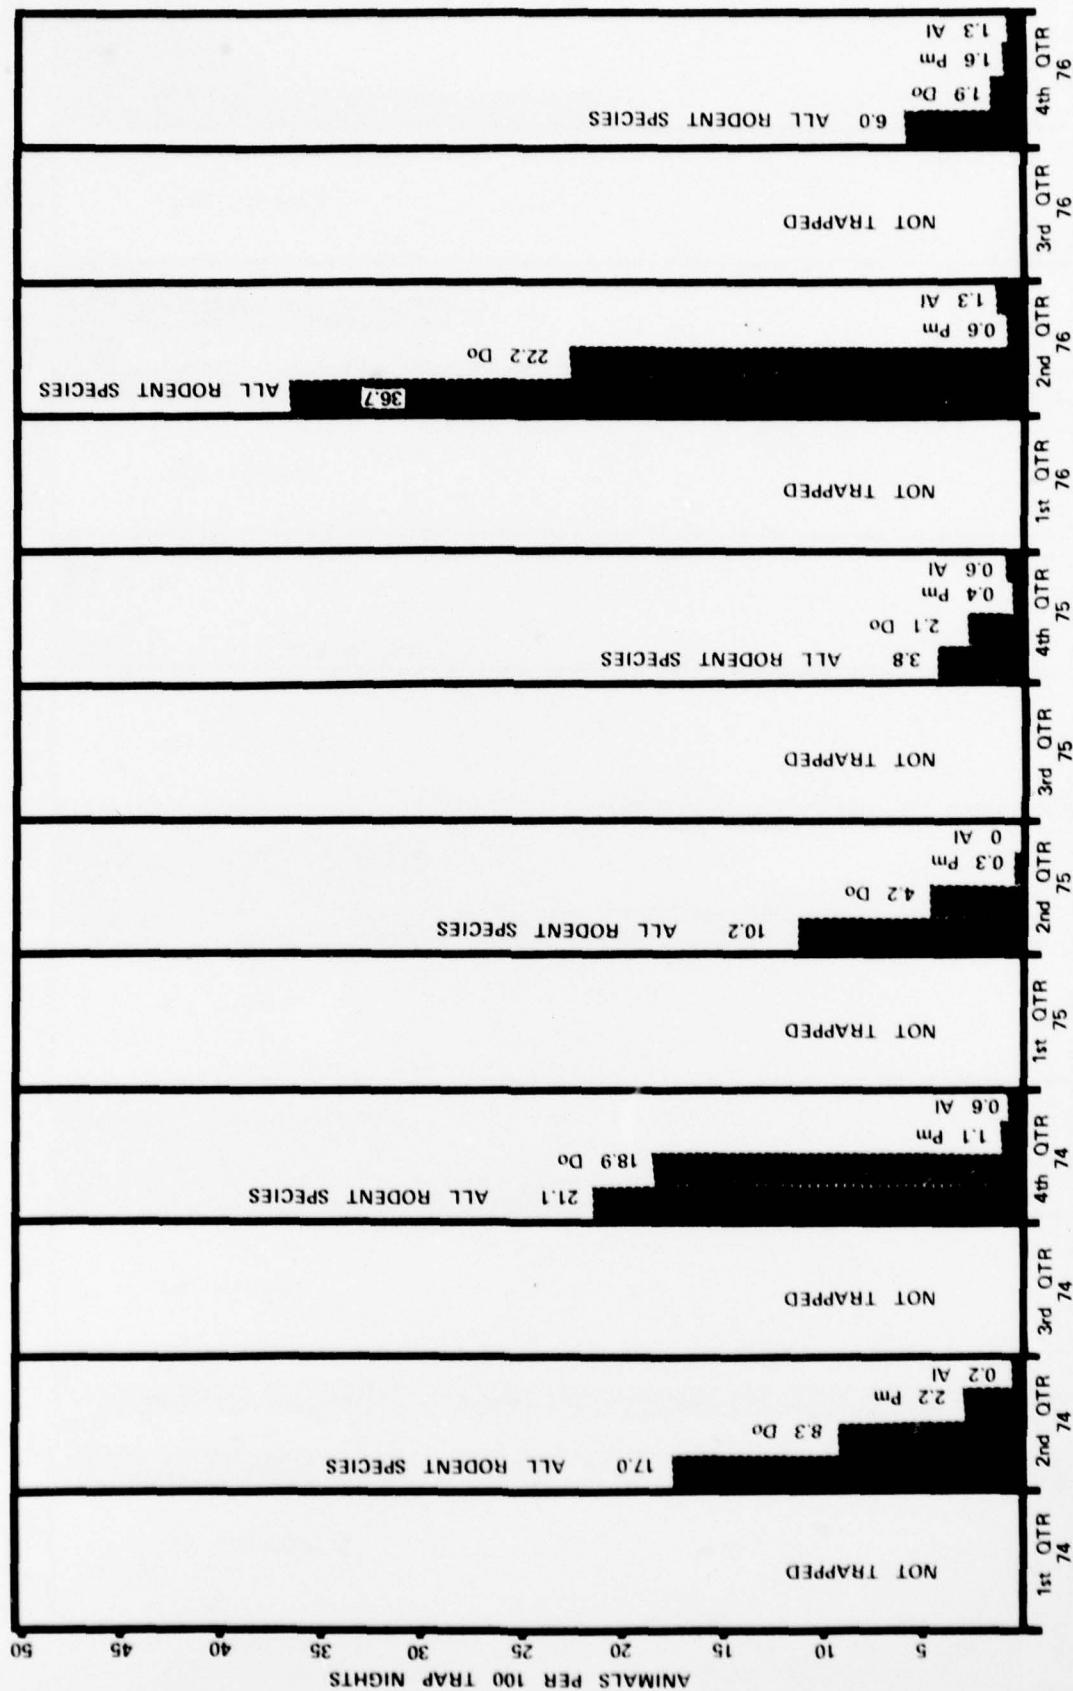 ANIMALS PER 100 TRAP NIGHTS
50
45
40
35
30
25
20
15
10
5
NOT TRAPPED
1st QTR
74
17.0 ALL RODENT SPECIES
8.3 Do
2.2 Pm
0.2 Al
2nd QTR
74
NOT TRAPPED
3rd QTR
74
21.1 ALL RODENT SPECIES
18.9 Do
1.1 Pm
0.6 Al
4th QTR
74
NOT TRAPPED
1st QTR
75
10.2 ALL RODENT SPECIES
4.2 Do
0.3 Pm
0 Al
2nd QTR
75
NOT TRAPPED
3rd QTR
75
3.8 ALL RODENT SPECIES
2.1 Do
0.4 Pm
0.6 Al
4th QTR
75
NOT TRAPPED
1st QTR
76
ALL RODENT SPECIES
36.7
22.2 Do
0.6 Pm
1.3 Al
2nd QTR
76
NOT TRAPPED
3rd QTR
76
6.0 ALL RODENT SPECIES
1.9 Do
1.6 Pm
1.3 Al
4th QTR
76